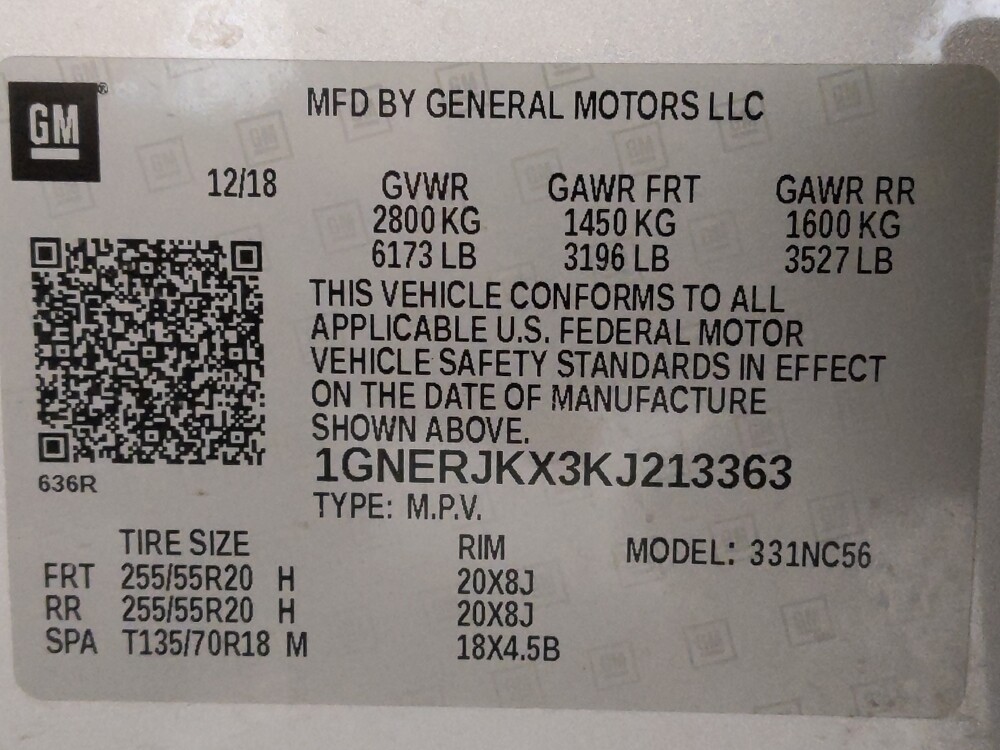 GM®
MFD BY GENERAL MOTORS LLC
12/18 GVWR GAWR FRT GAWR RR
2800 KG 1450 KG 1600 KG
6173 LB 3196 LB 3527 LB
THIS VEHICLE CONFORMS TO ALL
APPLICABLE U.S. FEDERAL MOTOR
VEHICLE SAFETY STANDARDS IN EFFECT
ON THE DATE OF MANUFACTURE
SHOWN ABOVE.
1GNERJKX3KJ213363
636R
TYPE: M.P.V.
TIRE SIZE RIM MODEL: 331NC56
FRT 255/55R20 H 20X8J
RR 255/55R20 H 20X8J
SPA T135/70R18 M 18X4.5B